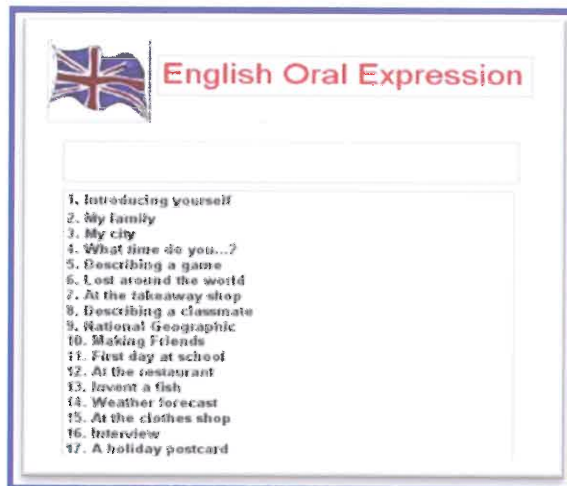 English Oral Expression
1. Introducing yourself
2. My family
3. My city
4. What time do you...?
5. Describing a game
6. Lost around the world
7. At the takeaway shop
8. Describing a classmate
9. National Geographic
10. Making Friends
11. First day at school
12. At the restaurant
13. Invent a fish
14. Weather forecast
15. At the clothes shop
16. Interview
17. A holiday postcard